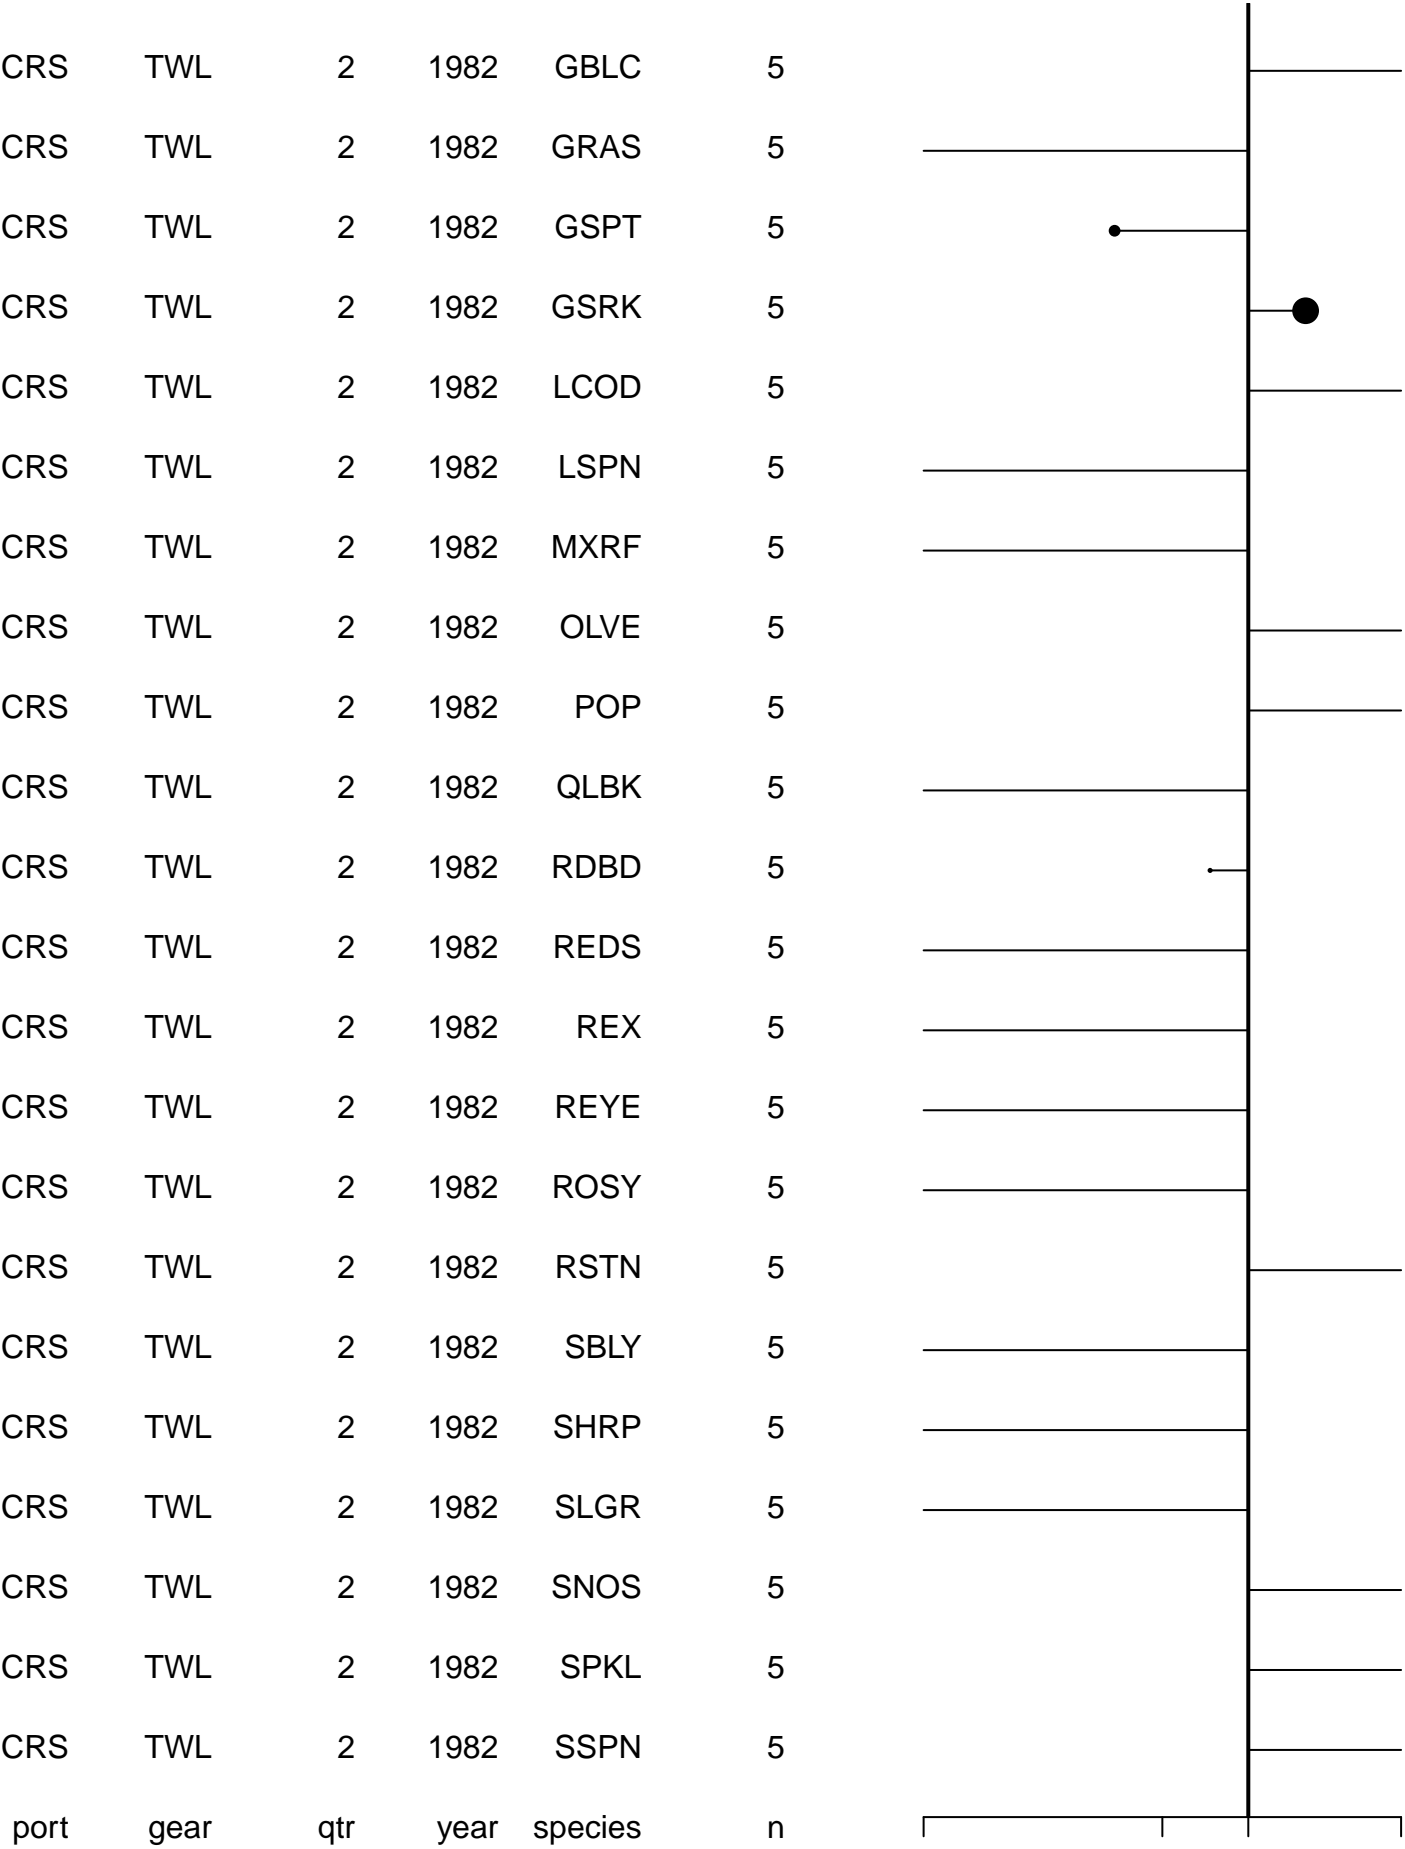 CRS TWL 2 1982 GBLC 5
CRS TWL 2 1982 GRAS 5
CRS TWL 2 1982 GSPT 5
CRS TWL 2 1982 GSRK 5
CRS TWL 2 1982 LCOD 5
CRS TWL 2 1982 LSPN 5
CRS TWL 2 1982 MXRF 5
CRS TWL 2 1982 OLVE 5
CRS TWL 2 1982 POP 5
CRS TWL 2 1982 QLBK 5
CRS TWL 2 1982 RDBD 5
CRS TWL 2 1982 REDS 5
CRS TWL 2 1982 REX 5
CRS TWL 2 1982 REYE 5
CRS TWL 2 1982 ROSY 5
CRS TWL 2 1982 RSTN 5
CRS TWL 2 1982 SBLY 5
CRS TWL 2 1982 SHRP 5
CRS TWL 2 1982 SLGR 5
CRS TWL 2 1982 SNOS 5
CRS TWL 2 1982 SPKL 5
CRS TWL 2 1982 SSPN 5
port gear qtr year species n